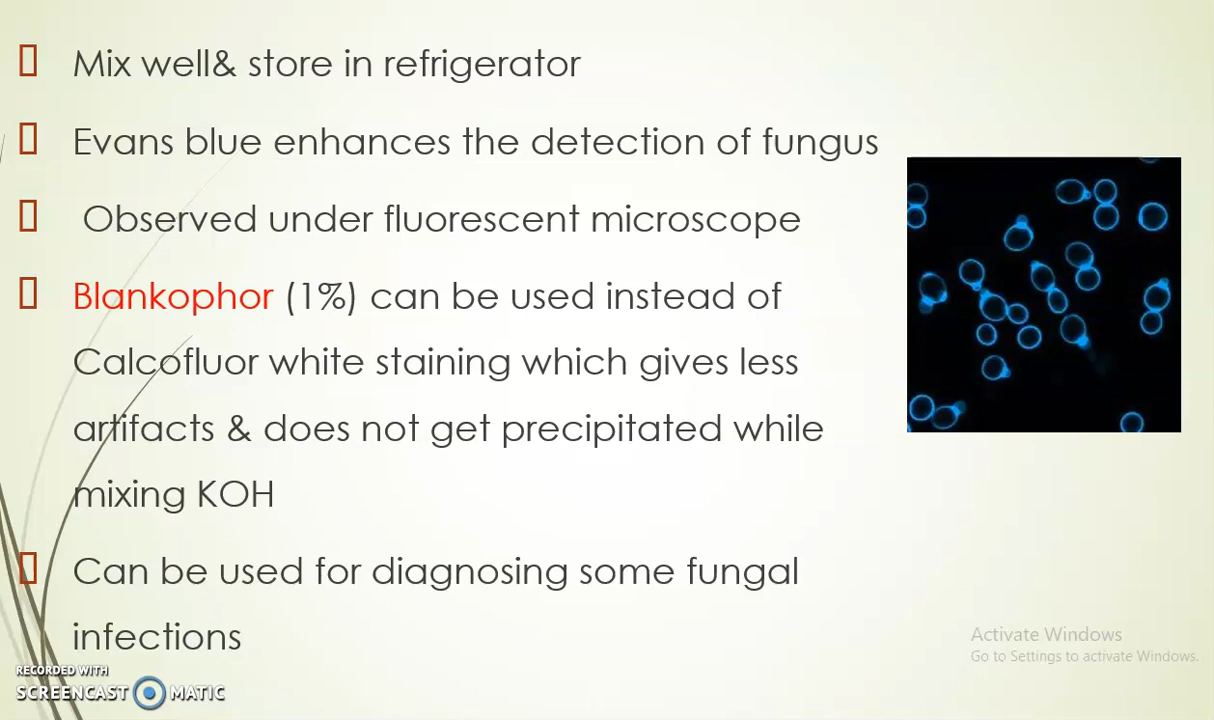 Mix well& store in refrigerator
Evans blue enhances the detection of fungus
Observed under fluorescent microscope
Blankophor (1%) can be used instead of
Calcofluor white staining which gives less
artifacts & does not get precipitated while
mixing KOH
Can be used for diagnosing some fungal
infections
Activate Windows
Go to Settings to activate Windows.
RECORDED WITH
SCREENCAST MATIC